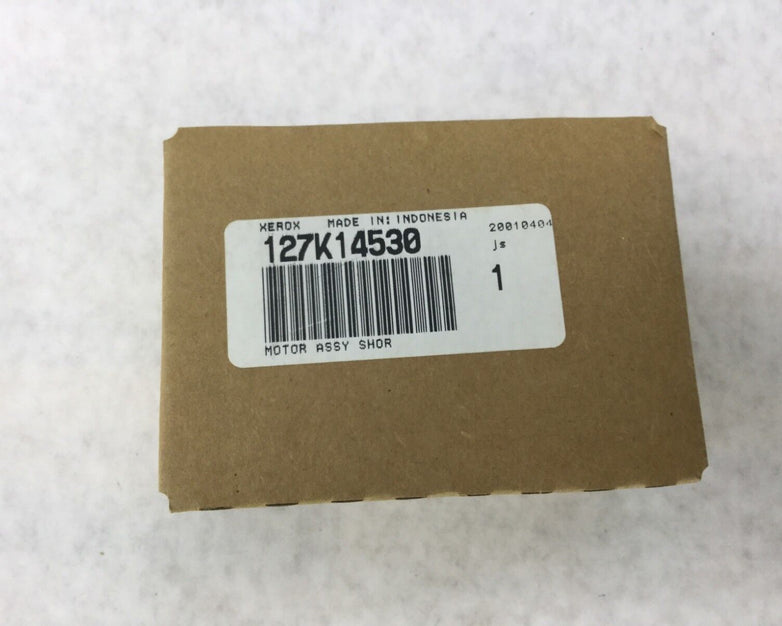 XEROX MADE IN: INDONESIA
20010404
127K14530
js
1
MOTOR ASSY SHOR